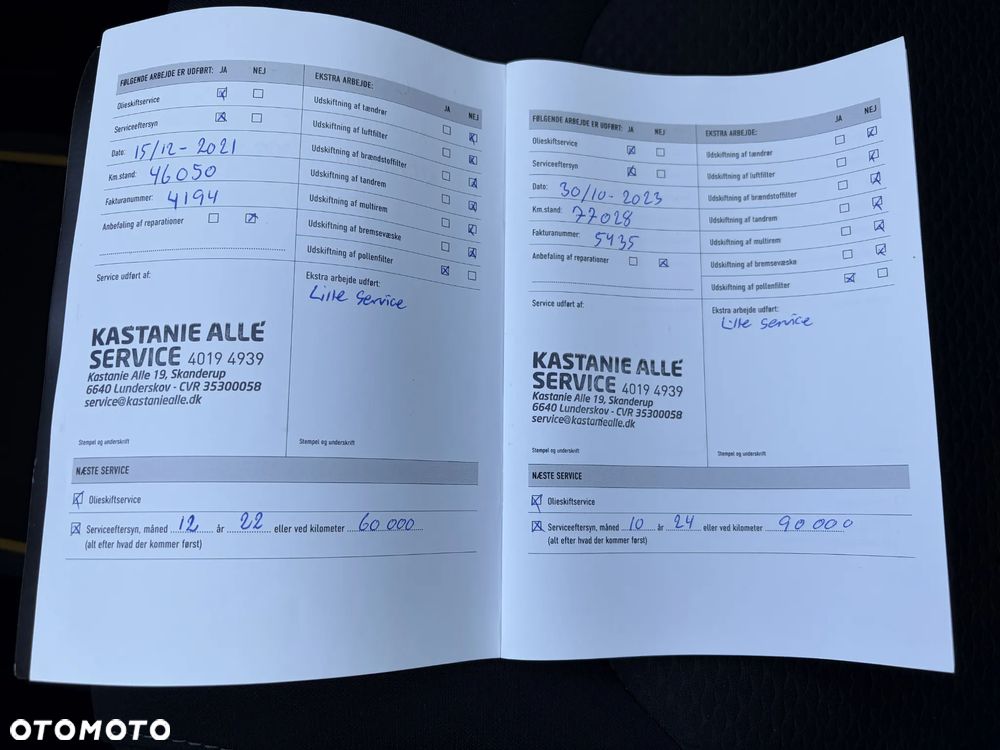 FØLGENDE ARBEJDE ER UDFØRT: JA NEJ
Olieskiftservice
Serviceeftersyn
Dato: 15/12-2021
Km.stand: 46050
Fakturanummer: 4194
Anbefaling af reparationer
Service udført af:
KASTANIE ALLÉ
SERVICE 4019 4939
Kastanie Alle 19, Skanderup
6640 Lunderskov - CVR 35300058
service@kastaniealle.dk
Stempel og underskrift
EKSTRA ARBEJDE: JA NEJ
Udskiftning af tændrør
Udskiftning af luftfilter
Udskiftning af brændstoffilter
Udskiftning af tandrem
Udskiftning af multirem
Udskiftning af bremsevæske
Udskiftning af pollenfilter
Ekstra arbejde udført:
Lille service
Stempel og underskrift
NÆSTE SERVICE
Olieskiftservice
Serviceeftersyn, måned 12 år 22 eller ved kilometer 60000
(alt efter hvad der kommer først)
FØLGENDE ARBEJDE ER UDFØRT: JA NEJ
Olieskiftservice
Serviceeftersyn
Dato: 30/10-2023
Km.stand: 77028
Fakturanummer: 5435
Anbefaling af reparationer
Service udført af:
KASTANIE ALLÉ
SERVICE 4019 4939
Kastanie Alle 19, Skanderup
6640 Lunderskov - CVR 35300058
service@kastaniealle.dk
Stempel og underskrift
EKSTRA ARBEJDE: JA NEJ
Udskiftning af tændrør
Udskiftning af luftfilter
Udskiftning af brændstoffilter
Udskiftning af tandrem
Udskiftning af multirem
Udskiftning af bremsevæske
Udskiftning af pollenfilter
Ekstra arbejde udført:
Lille service
Stempel og underskrift
NÆSTE SERVICE
Olieskiftservice
Serviceeftersyn, måned 10 år 24 eller ved kilometer 90000
(alt efter hvad der kommer først)
OTOMOTO